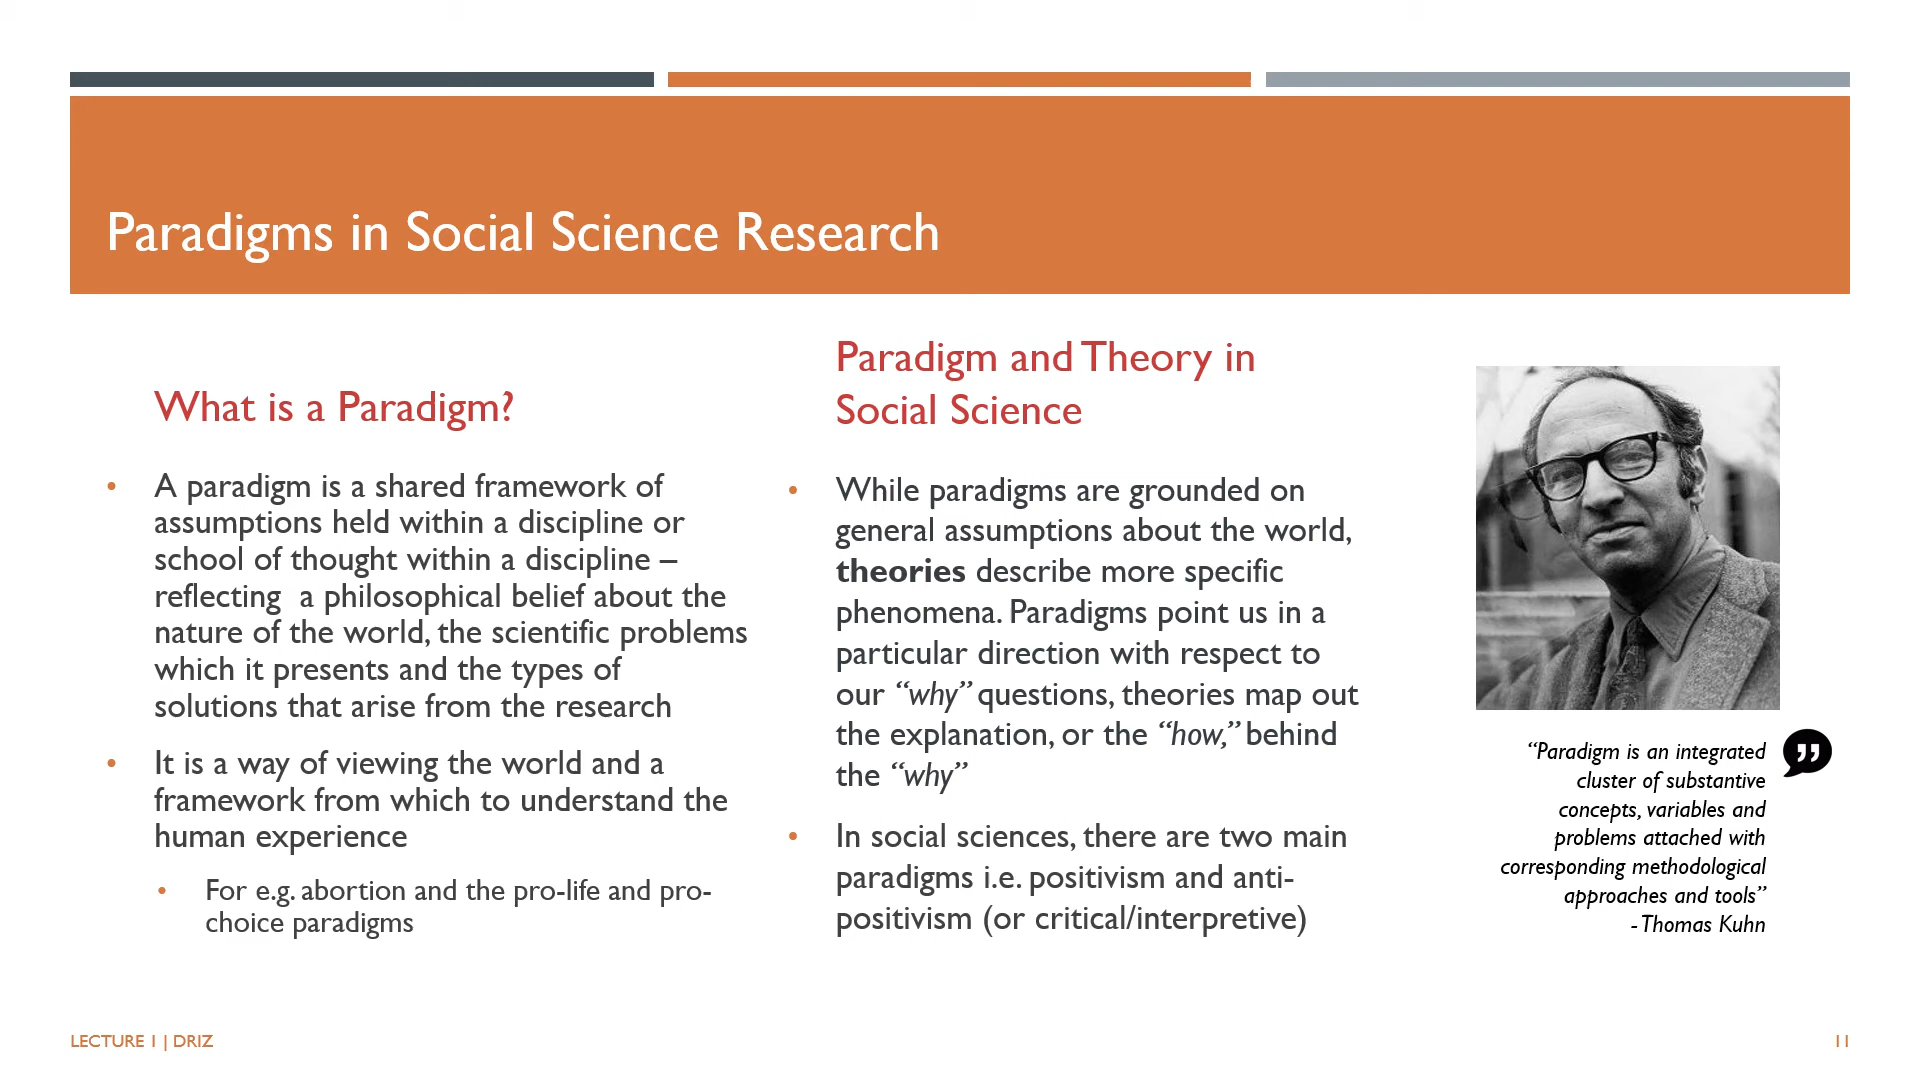 Paradigms in Social Science Research
What is a Paradigm?
• A paradigm is a shared framework of
assumptions held within a discipline or
school of thought within a discipline –
reflecting  a philosophical belief about the
nature of the world, the scientific problems
which it presents and the types of
solutions that arise from the research
• It is a way of viewing the world and a
framework from which to understand the
human experience
• For e.g. abortion and the pro-life and pro-
choice paradigms
Paradigm and Theory in
Social Science
• While paradigms are grounded on
general assumptions about the world,
theories describe more specific
phenomena. Paradigms point us in a
particular direction with respect to
our “why” questions, theories map out
the explanation, or the “how,” behind
the “why”
• In social sciences, there are two main
paradigms i.e. positivism and anti-
positivism (or critical/interpretive)
“Paradigm is an integrated
cluster of substantive
concepts, variables and
problems attached with
corresponding methodological
approaches and tools”
- Thomas Kuhn
LECTURE 1 | DRIZ
11